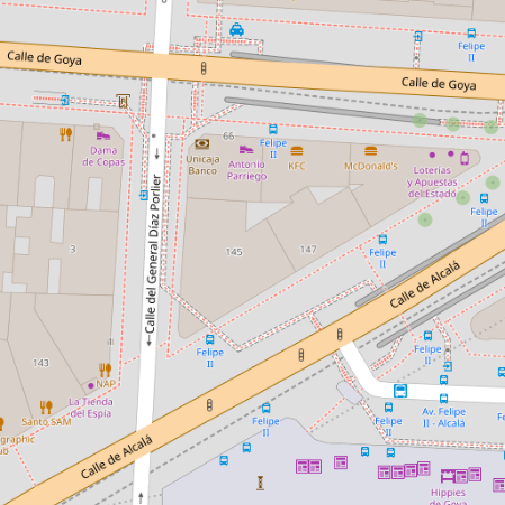 Felipe
II
Calle de Goya
Calle de Goya
66
Dama
de Copas
Unicaja
Banco
Felipe
II
Antonio
Parriego
KFC
McDonald's
Loterías
y Apuestas
del Estado
Felipe
II
Calle del General Díaz Porlier
3
145
147
Felipe
II
Calle de Alcalá
Felipe
II
Felipe
II
143
NAP
La Tienda
del Espía
Santo SAM
graphic
ub
Felipe
II
Felipe
II
Av. Felipe
II - Alcalá
Fe
Calle de Alcalá
Hippies
de Goya